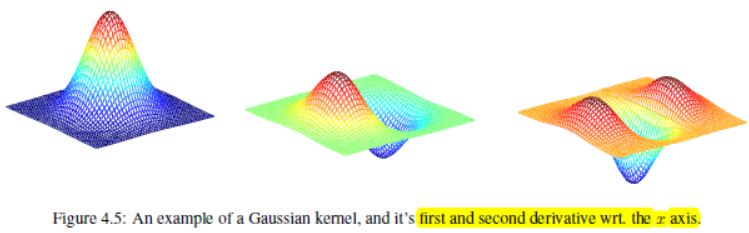 Figure 4.5: An example of a Gaussian kernel, and it's first and second derivative wrt. the x axis.